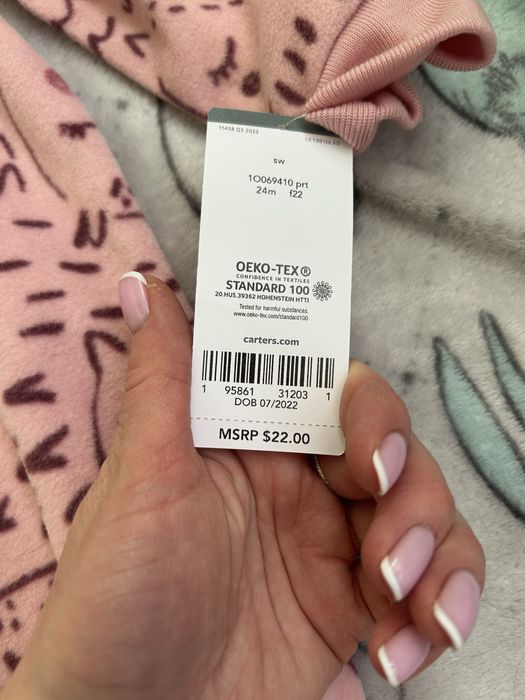 11458 Q3 2022
sw
1O069410 prt
24m f22
OEKO-TEX®
CONFIDENCE IN TEXTILES
STANDARD 100
20.HUS.39362 HOHENSTEIN HTTI
Tested for harmful substances.
www.oeko-tex.com/standard100
carters.com
1 95861 31203 1
DOB 07/2022
MSRP $22.00